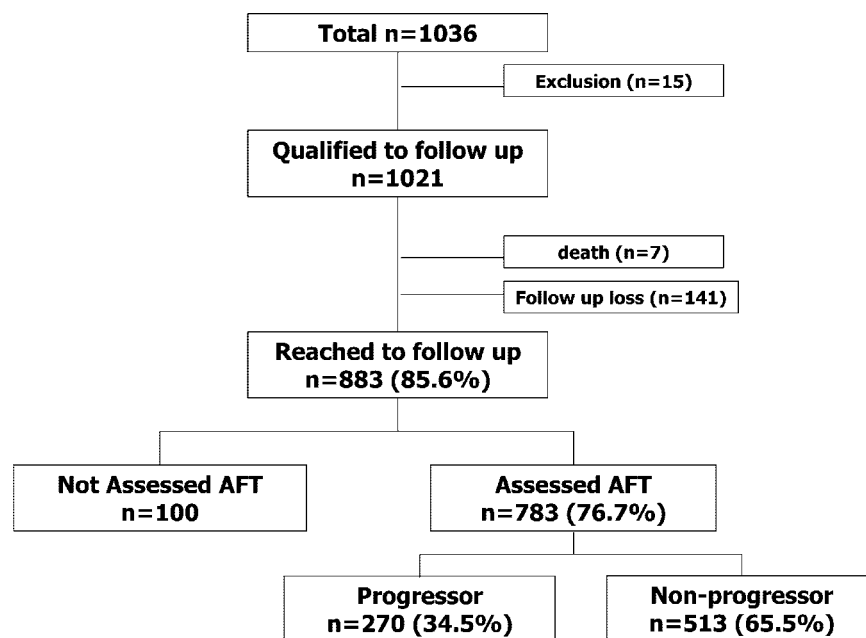 Total n=1036
Exclusion (n=15)
Qualified to follow up
n=1021
death (n=7)
Follow up loss (n=141)
Reached to follow up
n=883 (85.6%)
Not Assessed AFT
n=100
Assessed AFT
n=783 (76.7%)
Progressor
n=270 (34.5%)
Non-progressor
n=513 (65.5%)